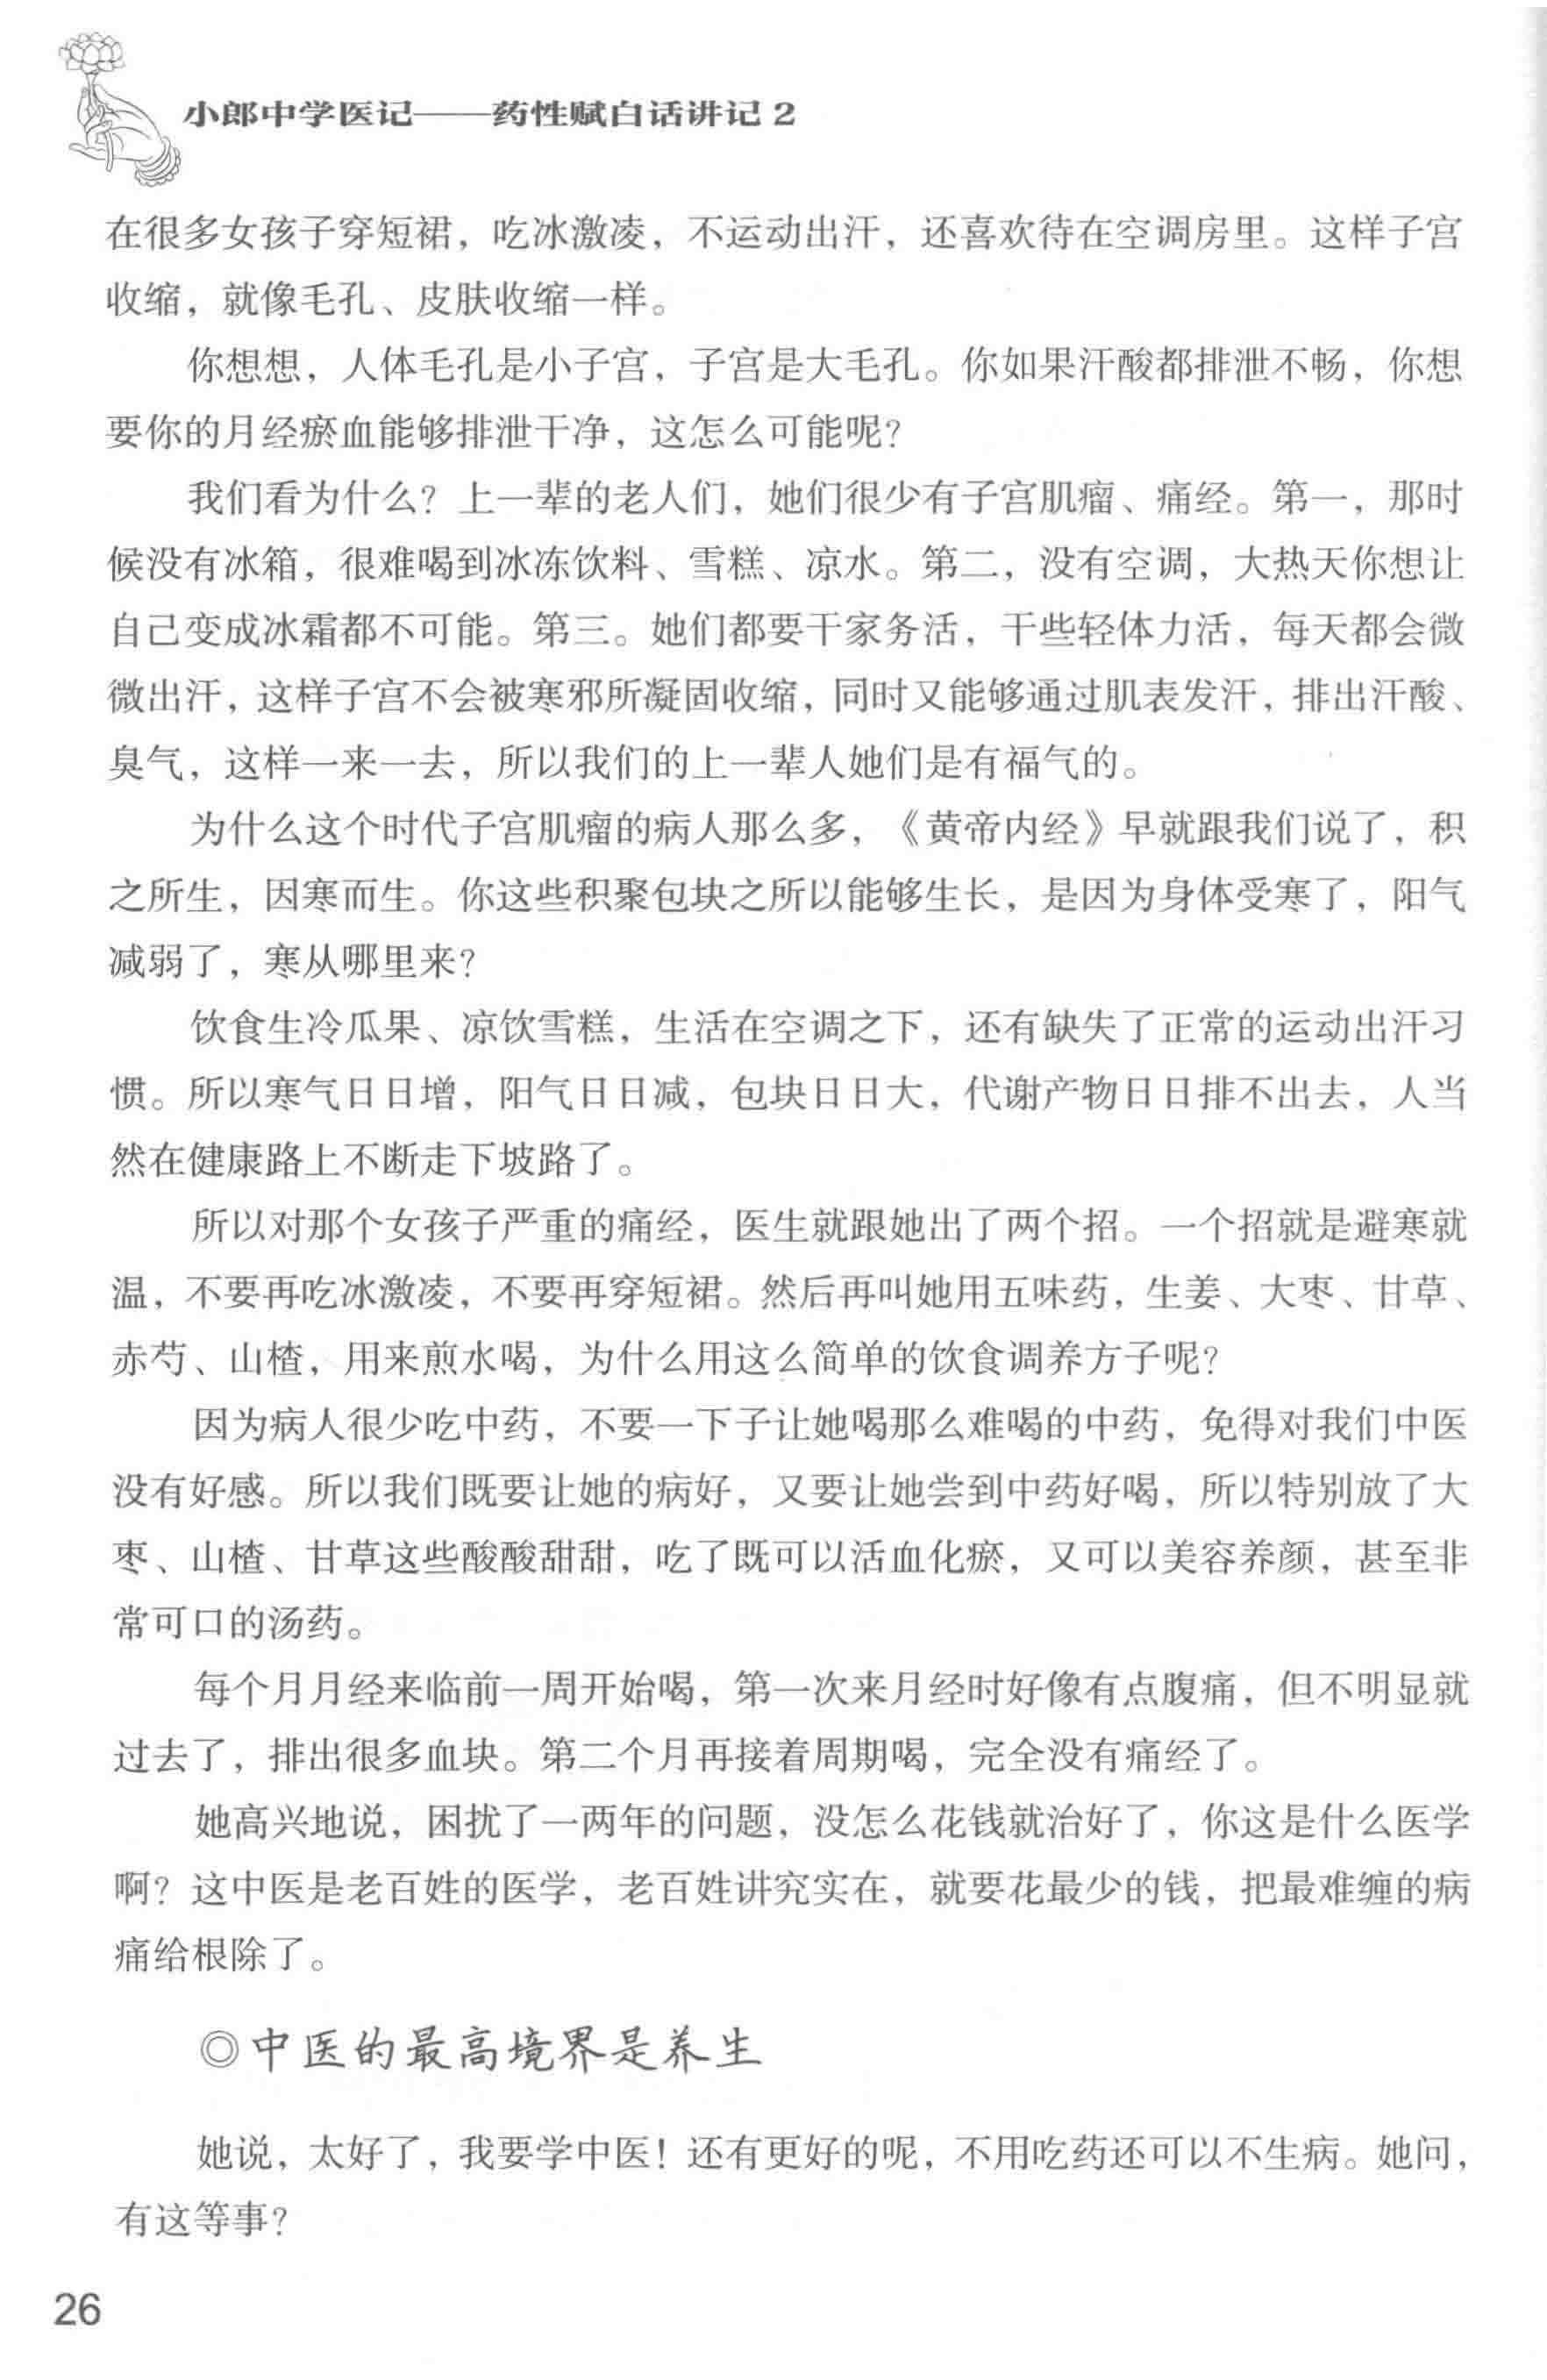 小郎中学医记——药性赋白话讲记2
在很多女孩子穿短裙，吃冰激凌，不运动出汗，还喜欢待在空调房里。这样子宫
收缩，就像毛孔、皮肤收缩一样。
你想想，人体毛孔是小子宫，子宫是大毛孔。你如果汗酸都排泄不畅，你想
要你的月经瘀血能够排泄干净，这怎么可能呢？
我们看为什么？上一辈的老人们，她们很少有子宫肌瘤、痛经。第一，那时
候没有冰箱，很难喝到冰冻饮料、雪糕、凉水。第二，没有空调，大热天你想让
自己变成冰霜都不可能。第三。她们都要干家务活，干些轻体力活，每天都会微
微出汗，这样子宫不会被寒邪所凝固收缩，同时又能够通过肌表发汗，排出汗酸、
臭气，这样一来一去，所以我们的上一辈人她们是有福气的。
为什么这个时代子宫肌瘤的病人那么多，《黄帝内经》早就跟我们说了，积
之所生，因寒而生。你这些积聚包块之所以能够生长，是因为身体受寒了，阳气
减弱了，寒从哪里来？
饮食生冷瓜果、凉饮雪糕，生活在空调之下，还有缺失了正常的运动出汗习
惯。所以寒气日日增，阳气日日减，包块日日大，代谢产物日日排不出去，人当
然在健康路上不断走下坡路了。
所以对那个女孩子严重的痛经，医生就跟她出了两个招。一个招就是避寒就
温，不要再吃冰激凌，不要再穿短裙。然后再叫她用五味药，生姜、大枣、甘草、
赤芍、山楂，用来煎水喝，为什么用这么简单的饮食调养方子呢？
因为病人很少吃中药，不要一下子让她喝那么难喝的中药，免得对我们中医
没有好感。所以我们既要让她的病好，又要让她尝到中药好喝，所以特别放了大
枣、山楂、甘草这些酸酸甜甜，吃了既可以活血化瘀，又可以美容养颜，甚至非
常可口的汤药。
每个月月经来临前一周开始喝，第一次来月经时好像有点腹痛，但不明显就
过去了，排出很多血块。第二个月再接着周期喝，完全没有痛经了。
她高兴地说，困扰了一两年的问题，没怎么花钱就治好了，你这是什么医学
啊？这中医是老百姓的医学，老百姓讲究实在，就要花最少的钱，把最难缠的病
痛给根除了。
◎中医的最高境界是养生
她说，太好了，我要学中医！还有更好的呢，不用吃药还可以不生病。她问，
有这等事？
26